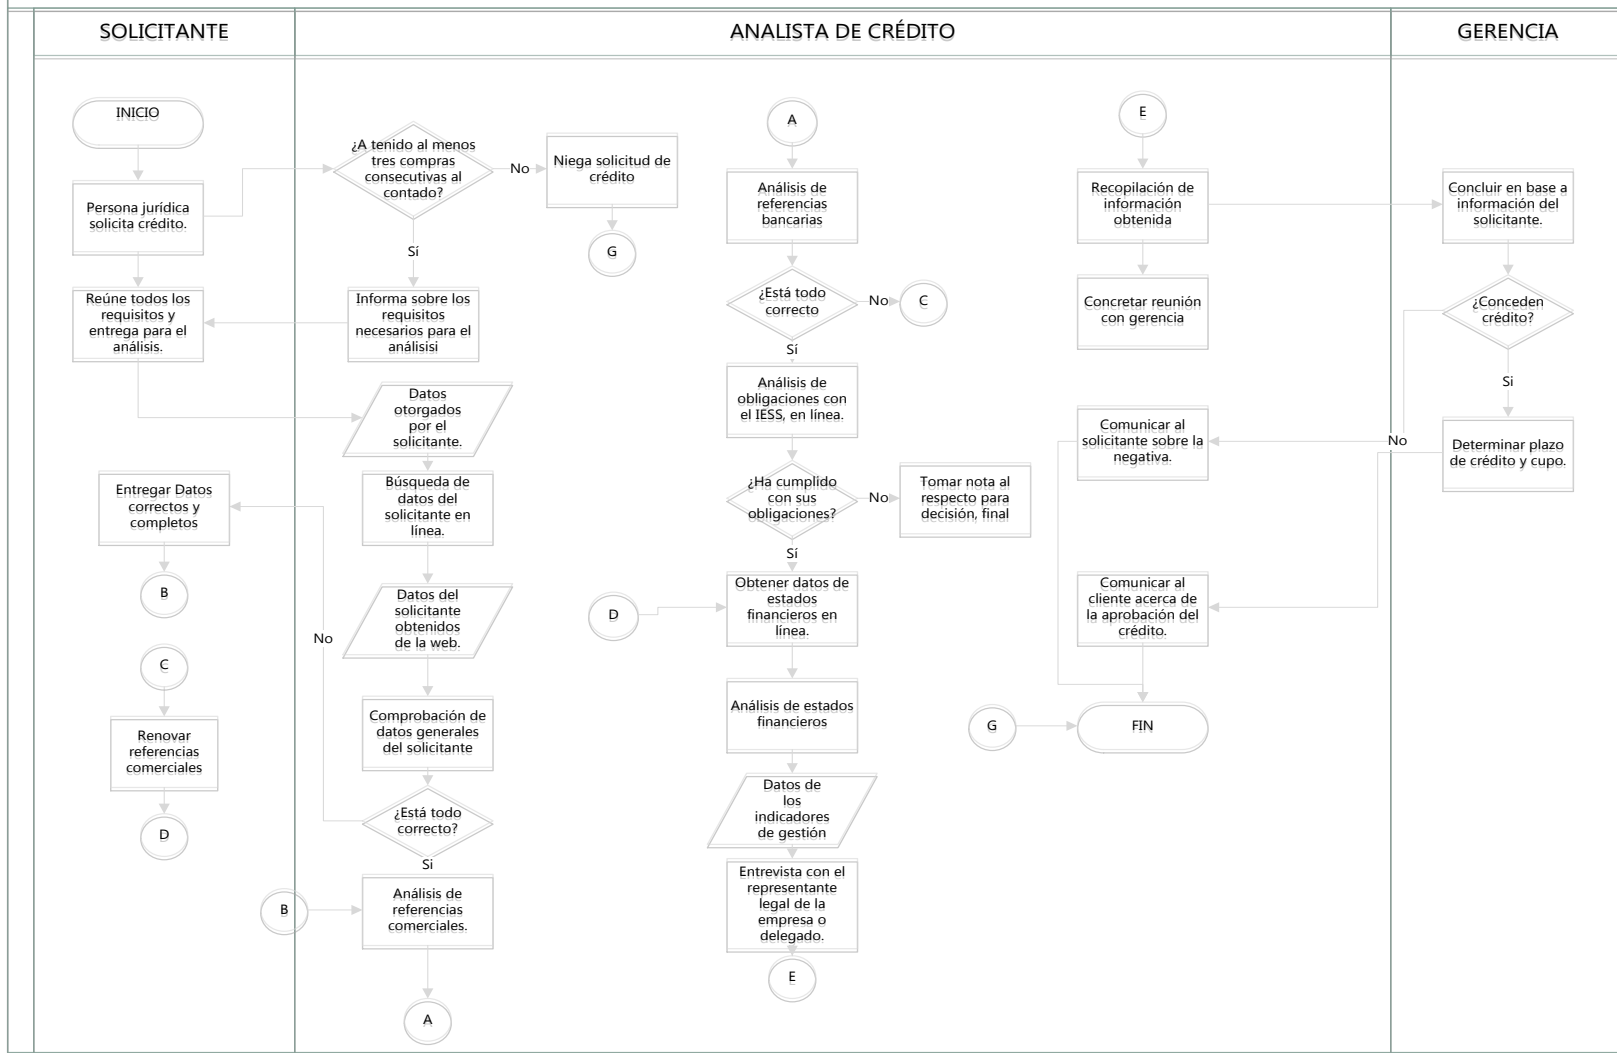 SOLICITANTE
ANALISTA DE CRÉDITO
GERENCIA
INICIO
Persona jurídica
solicita crédito.
Reúne todos los
requisitos y
entrega para el
análisis.
Entregar Datos
correctos y
completos
B
C
Renovar
referencias
comerciales
D
¿A tenido al menos
tres compras
consecutivas al
contado?
No
Niega solicitud de
crédito
G
Sí
Informa sobre los
requisitos
necesarios para el
análisisi
Datos
otorgados
por el
solicitante.
Búsqueda de
datos del
solicitante en
línea.
Datos del
solicitante
obtenidos
de la web.
No
Comprobación de
datos generales
del solicitante
¿Está todo
correcto?
Si
B
Análisis de
referencias
comerciales.
A
A
Análisis de
referencias
bancarias
¿Está todo
correcto
No
C
Sí
Análisis de
obligaciones con
el IESS, en línea.
¿Ha cumplido
con sus
obligaciones?
No
Tomar nota al
respecto para
decisión, final
Sí
D
Obtener datos de
estados
financieros en
línea.
Análisis de estados
financieros
Datos de
los
indicadores
de gestión
Entrevista con el
representante
legal de la
empresa o
delegado.
E
E
Recopilación de
información
obtenida
Concretar reunión
con gerencia
Comunicar al
solicitante sobre la
negativa.
Comunicar al
cliente acerca de
la aprobación del
crédito.
G
FIN
Concluir en base a
información del
solicitante.
¿Conceden
crédito?
Si
No
Determinar plazo
de crédito y cupo.